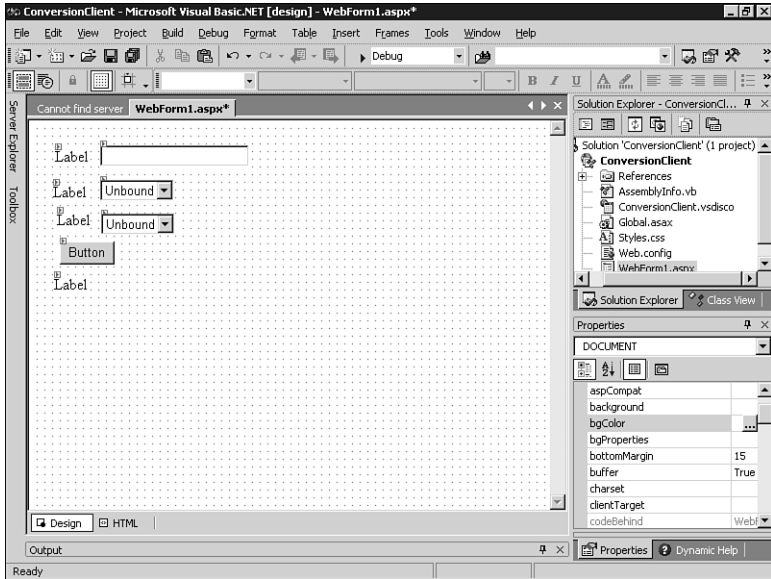 ConversionClient - Microsoft Visual Basic.NET [design] - WebForm1.aspx*
File Edit View Project Build Debug Format Table Insert Frames Tools Window Help
Debug
B I U A
Server Explorer
Toolbox
Cannot find server WebForm1.aspx*
Label
Label Unbound
Label Unbound
Button
Label
Design HTML
Output
Ready
Solution Explorer - ConversionCl...
Solution 'ConversionClient' (1 project)
ConversionClient
References
AssemblyInfo.vb
ConversionClient.vsdisco
Global.asax
Styles.css
Web.config
WebForm1.aspx
Solution Explorer Class View
Properties
DOCUMENT
aspCompat
background
bgColor ...
bgProperties
bottomMargin 15
buffer True
charset
clientTarget
codeBehind WebF
Properties Dynamic Help